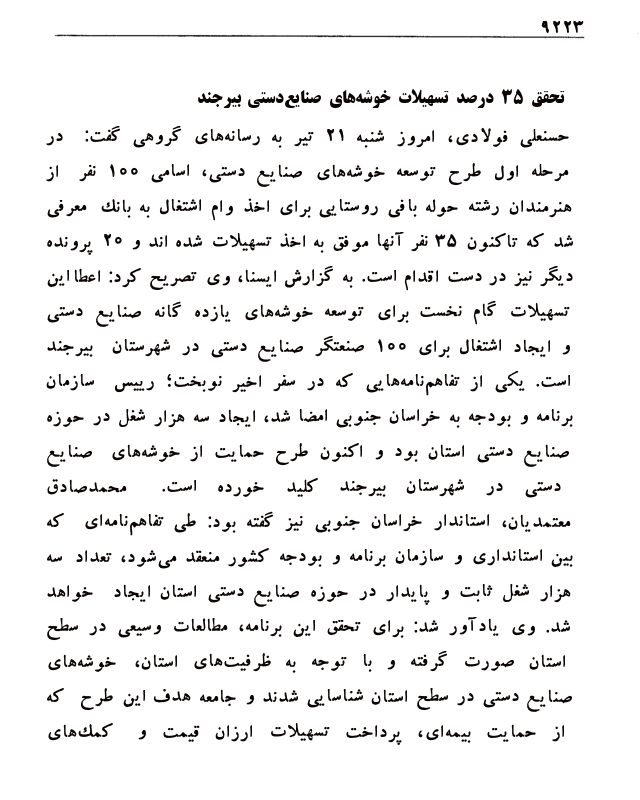 ۹۲۲۳
تحقق ۳۵ درصد تسهیلات خوشه‌های صنایع‌دستی بیرجند
حسنعلی فولادی، امروز شنبه ۲۱ تیر به رسانه‌های گروهی گفت: در
مرحله اول طرح توسعه خوشه‌های صنایع دستی، اسامی ۱۰۰ نفر از
هنرمندان رشته حوله بافی روستایی برای اخذ وام اشتغال به بانک معرفی
شد که تاکنون ۳۵ نفر آنها موفق به اخذ تسهیلات شده اند و ۲۰ پرونده
دیگر نیز در دست اقدام است. به گزارش ایسنا، وی تصریح کرد: اعطااین
تسهیلات گام نخست برای توسعه خوشه‌های یازده گانه صنایع دستی
و ایجاد اشتغال برای ۱۰۰ صنعتگر صنایع دستی در شهرستان بیرجند
است. یکی از تفاهم‌نامه‌هایی که در سفر اخیر نوبخت؛ رییس سازمان
برنامه و بودجه به خراسان جنوبی امضا شد، ایجاد سه هزار شغل در حوزه
صنایع دستی استان بود و اکنون طرح حمایت از خوشه‌های صنایع
دستی در شهرستان بیرجند کلید خورده است. محمدصادق
معتمدیان، استاندار خراسان جنوبی نیز گفته بود: طی تفاهم‌نامه‌ای که
بین استانداری و سازمان برنامه و بودجه کشور منعقد می‌شود، تعداد سه
هزار شغل ثابت و پایدار در حوزه صنایع دستی استان ایجاد خواهد
شد. وی یادآور شد: برای تحقق این برنامه، مطالعات وسیعی در سطح
استان صورت گرفته و با توجه به ظرفیت‌های استان، خوشه‌های
صنایع دستی در سطح استان شناسایی شدند و جامعه هدف این طرح که
از حمایت بیمه‌ای، پرداخت تسهیلات ارزان قیمت و کمک‌های